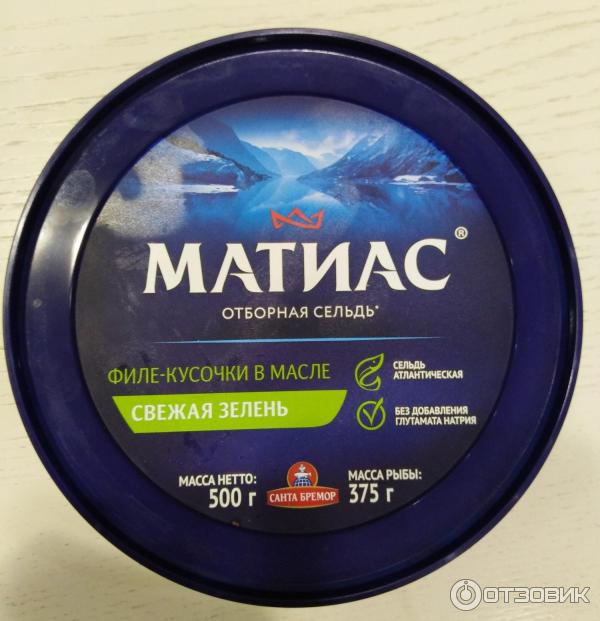 МАТИАС®
ОТБОРНАЯ СЕЛЬДЬ*
ФИЛЕ-КУСОЧКИ В МАСЛЕ
СВЕЖАЯ ЗЕЛЕНЬ
СЕЛЬДЬ
АТЛАНТИЧЕСКАЯ
БЕЗ ДОБАВЛЕНИЯ
ГЛУТАМАТА НАТРИЯ
МАССА НЕТТО:
500 г
САНТА БРЕМОР
МАССА РЫБЫ:
375 г
ОТЗОВИК